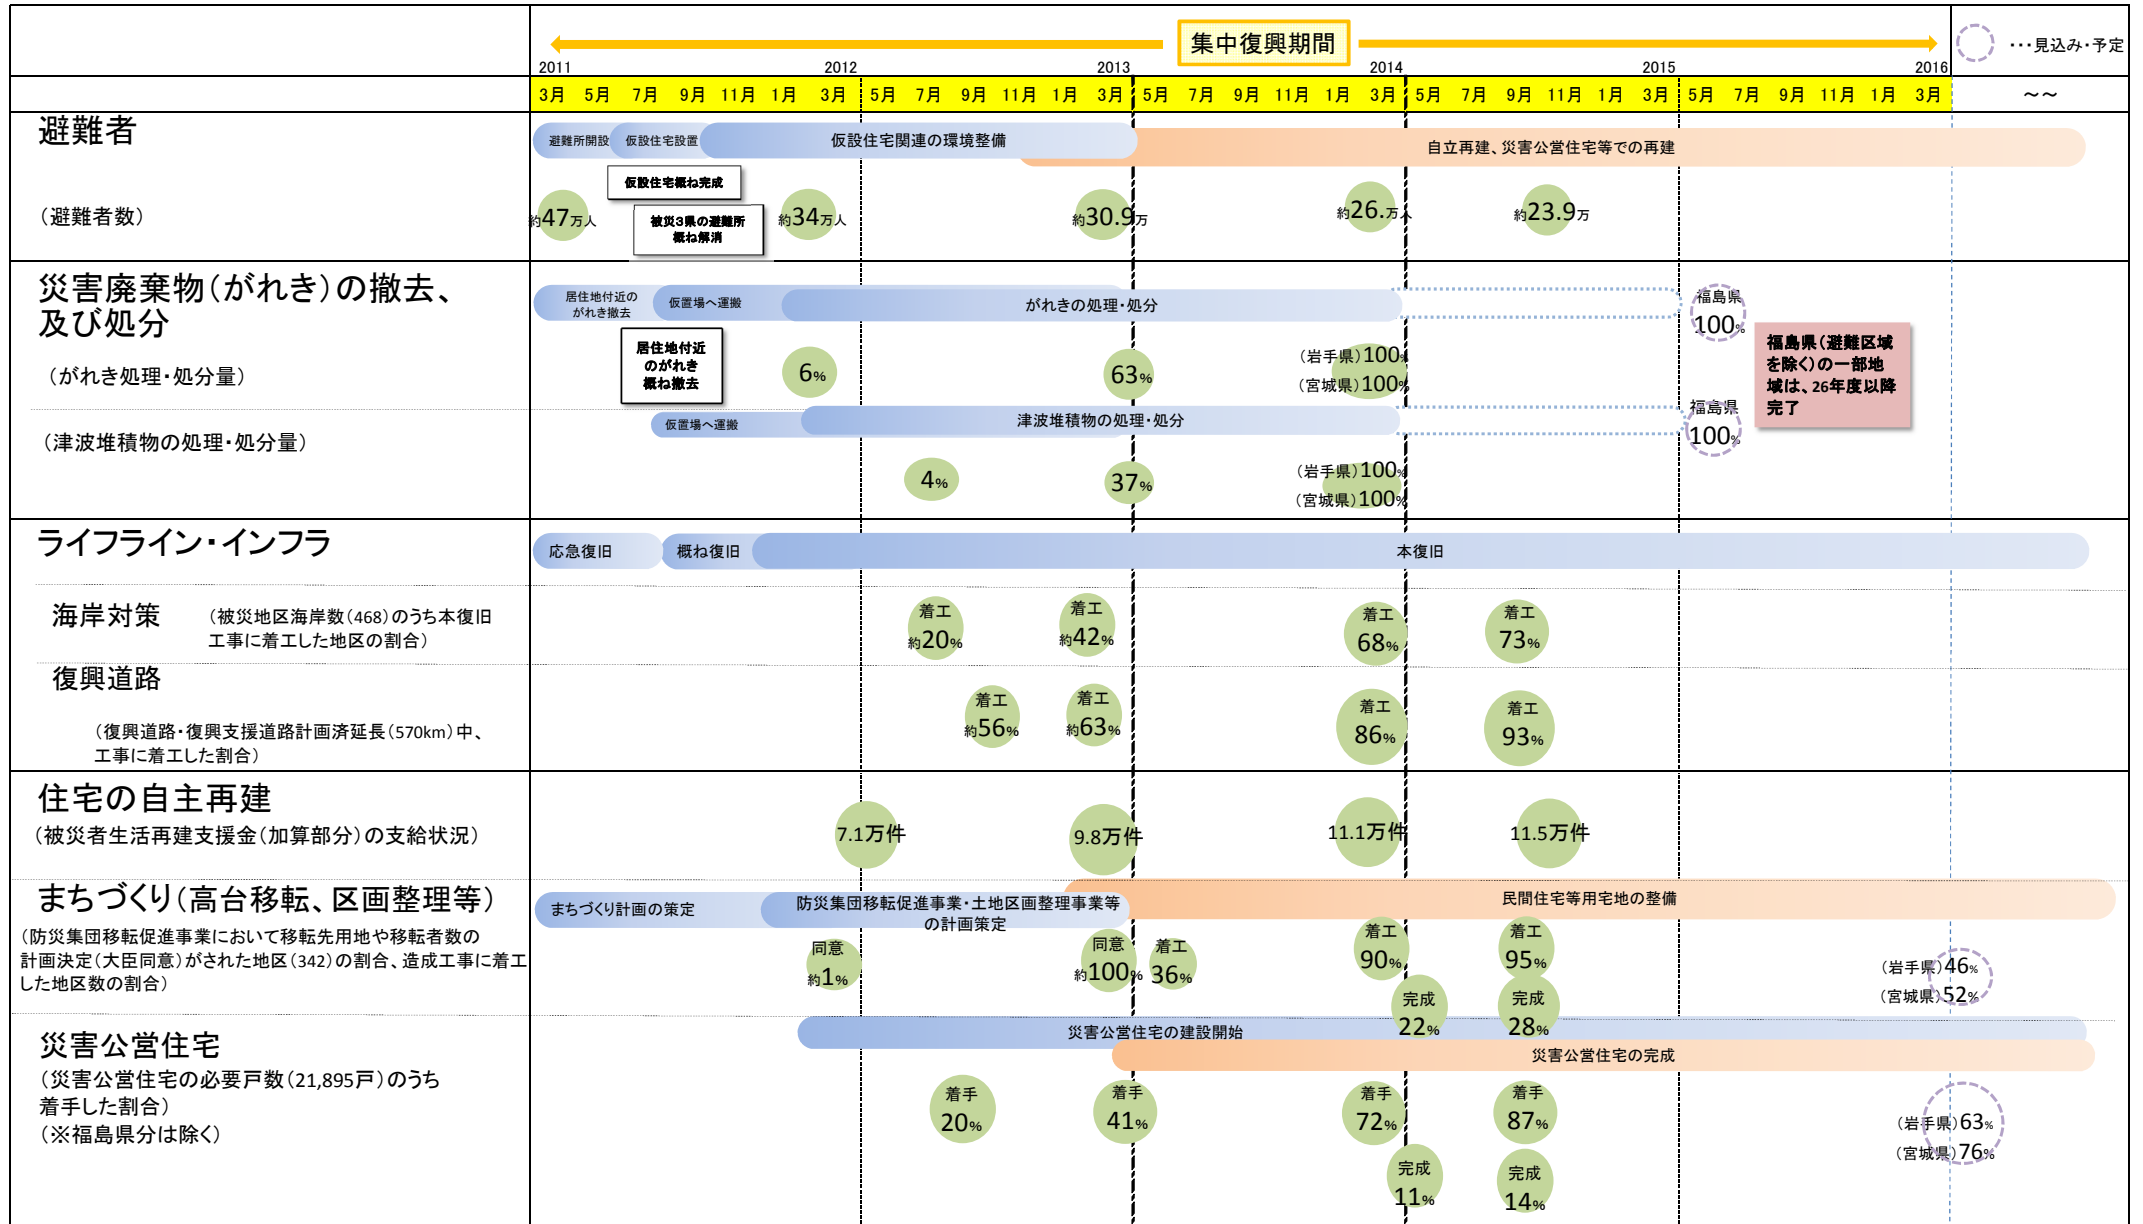 集中復興期間
･･･見込み・予定
2011 2012 2013 2014 2015 2016
3月 5月 7月 9月 11月 1月 3月 5月 7月 9月 11月 1月 3月 5月 7月 9月 11月 1月 3月 5月 7月 9月 11月 1月 3月 5月 7月 9月 11月 1月 3月 ～～
避難者
避難所開設 仮設住宅設置 仮設住宅関連の環境整備 自立再建、災害公営住宅等での再建
仮設住宅概ね完成
(避難者数)
約47万人
被災3県の避難所
概ね解消
約34万人 約30.9万 約26.万人 約23.9万
災害廃棄物(がれき)の撤去、
及び処分
居住地付近の
がれき撤去
仮置場へ運搬 がれきの処理・処分
福島県
100%
(がれき処理・処分量)
居住地付近
のがれき
概ね撤去
6% 63%
(岩手県)100%
(宮城県)100%
福島県(避難区域
を除く)の一部地
域は、26年度以降
完了
(津波堆積物の処理・処分量)
仮置場へ運搬 津波堆積物の処理・処分
福島県
100%
4% 37%
(岩手県)100%
(宮城県)100%
ライフライン・インフラ
応急復旧 概ね復旧 本復旧
海岸対策
(被災地区海岸数(468)のうち本復旧
工事に着工した地区の割合)
着工
約20%
着工
約42%
着工
68%
着工
73%
復興道路
(復興道路・復興支援道路計画済延長(570km)中、
工事に着工した割合)
着工
約56%
着工
約63%
着工
86%
着工
93%
住宅の自主再建
(被災者生活再建支援金(加算部分)の支給状況)
7.1万件 9.8万件 11.1万件 11.5万件
まちづくり(高台移転、区画整理等)
(防災集団移転促進事業において移転先用地や移転者数の
計画決定(大臣同意)がされた地区(342)の割合、造成工事に着工
した地区数の割合)
まちづくり計画の策定
防災集団移転促進事業・土地区画整理事業等
の計画策定
民間住宅等用宅地の整備
同意
約1%
同意
約100%
着工
36%
着工
90%
着工
95%
完成
22%
完成
28%
(岩手県)46%
(宮城県)52%
災害公営住宅
(災害公営住宅の必要戸数(21,895戸)のうち
着手した割合)
(※福島県分は除く)
災害公営住宅の建設開始
災害公営住宅の完成
着手
20%
着手
41%
着手
72%
着手
87%
完成
11%
完成
14%
(岩手県)63%
(宮城県)76%